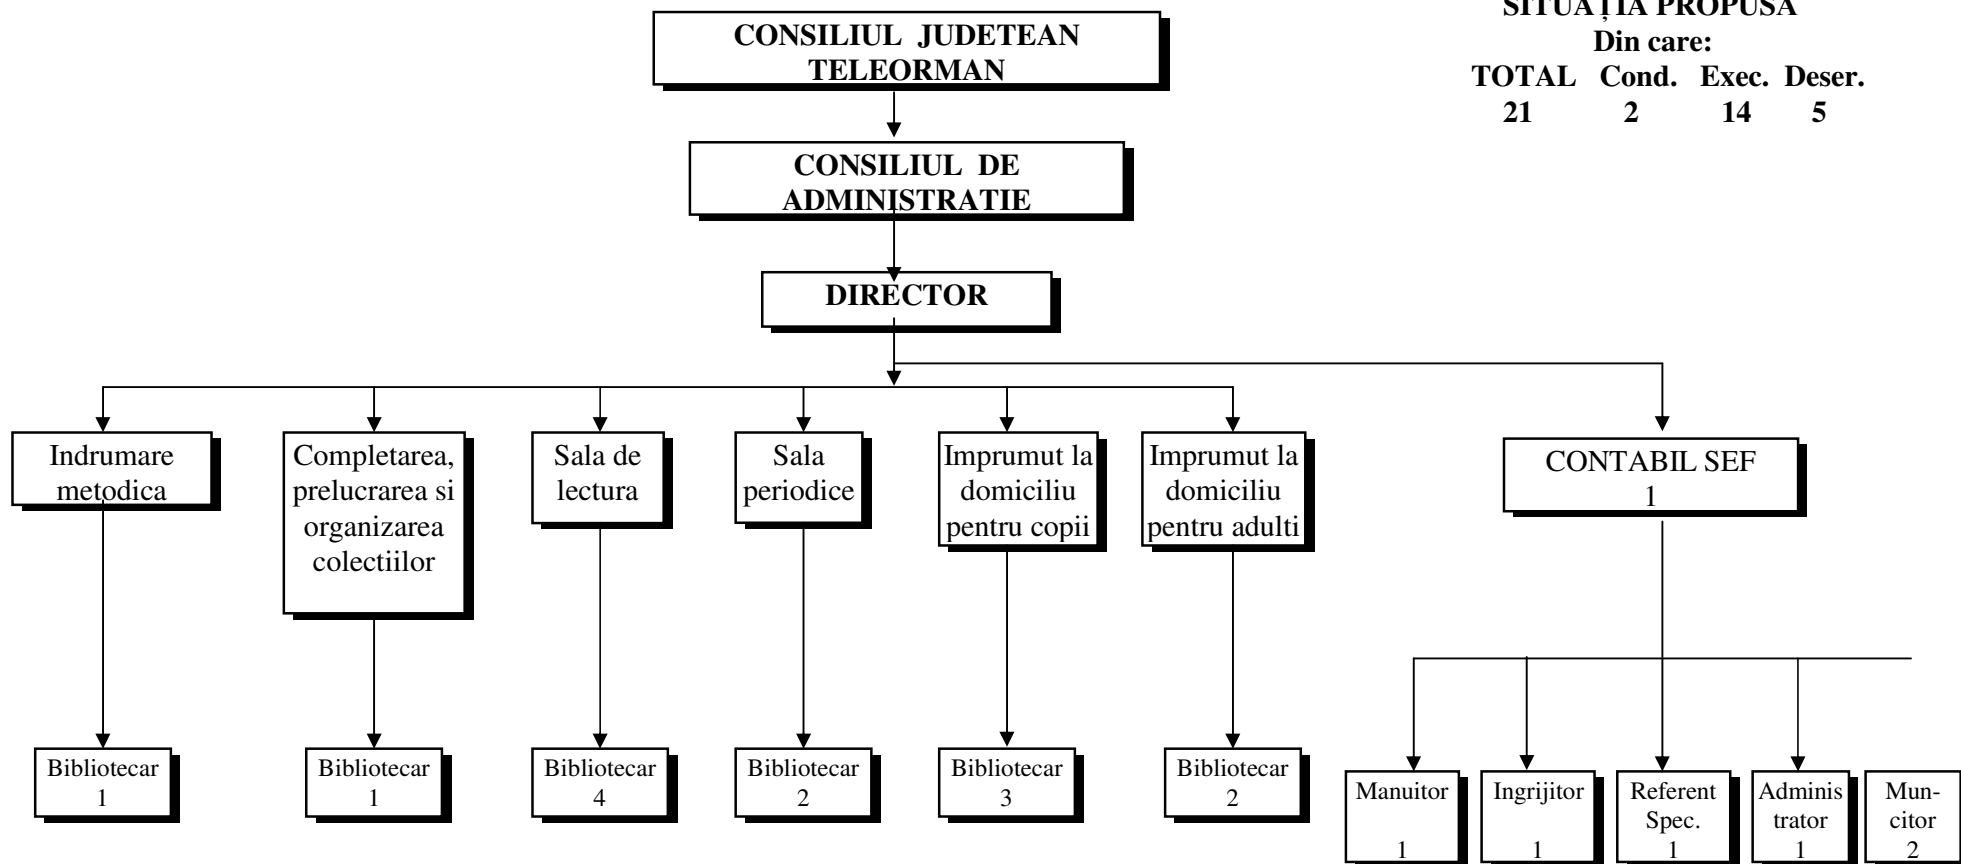 SITUAȚIA PROPUSA
Din care:
TOTAL Cond. Exec. Deser.
21 2 14 5
CONSILIUL JUDETEAN
TELEORMAN
CONSILIUL DE
ADMINISTRATIE
DIRECTOR
Indrumare
metodica
Completarea,
prelucrarea si
organizarea
colectiilor
Sala de
lectura
Sala
periodice
Imprumut la
domiciliu
pentru copii
Imprumut la
domiciliu
pentru adulti
CONTABIL SEF
1
Bibliotecar
1
Bibliotecar
1
Bibliotecar
4
Bibliotecar
2
Bibliotecar
3
Bibliotecar
2
Manuitor
1
Ingrijitor
1
Referent
Spec.
1
Adminis
trator
1
Mun-
citor
2